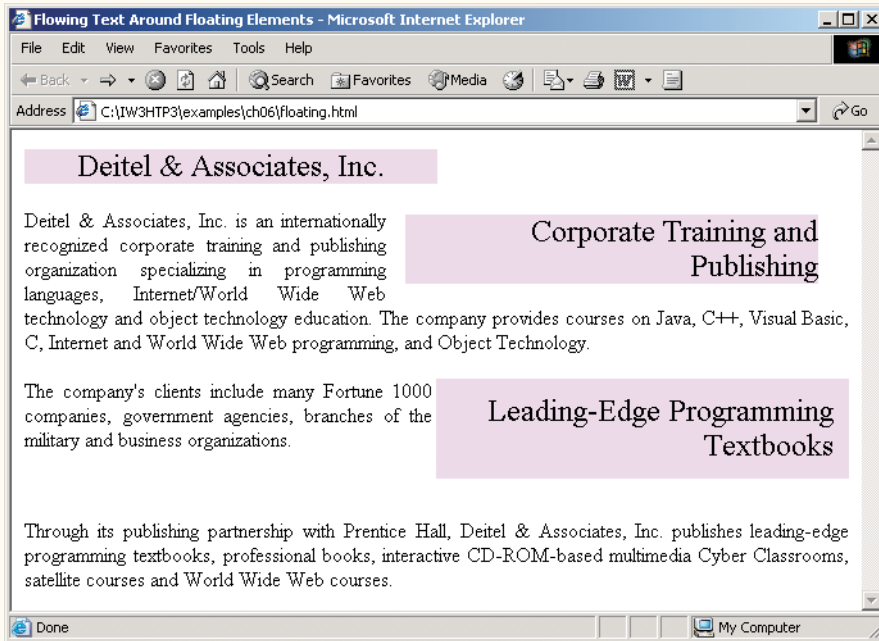 Flowing Text Around Floating Elements - Microsoft Internet Explorer
File Edit View Favorites Tools Help
Back Search Favorites Media
Address C:\IW3HTP3\examples\ch06\floating.html Go
Deitel & Associates, Inc.
Deitel & Associates, Inc. is an internationally
recognized corporate training and publishing
organization specializing in programming
languages, Internet/World Wide Web
Corporate Training and
Publishing
technology and object technology education. The company provides courses on Java, C++, Visual Basic,
C, Internet and World Wide Web programming, and Object Technology.
The company's clients include many Fortune 1000
companies, government agencies, branches of the
military and business organizations.
Leading-Edge Programming
Textbooks
Through its publishing partnership with Prentice Hall, Deitel & Associates, Inc. publishes leading-edge
programming textbooks, professional books, interactive CD-ROM-based multimedia Cyber Classrooms,
satellite courses and World Wide Web courses.
Done My Computer